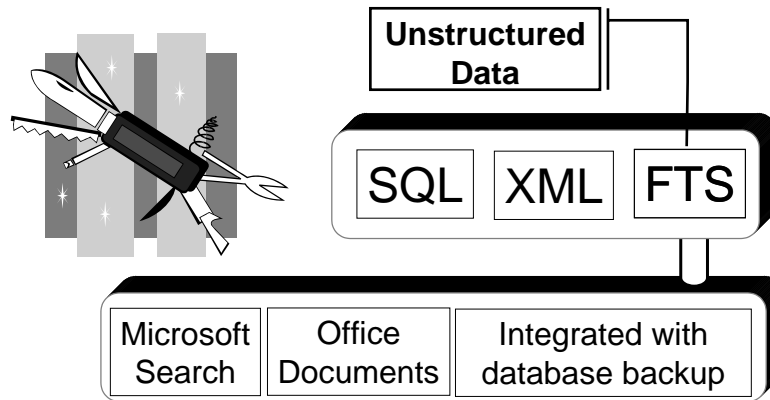 Unstructured
Data
SQL
XML
FTS
Microsoft
Search
Office
Documents
Integrated with
database backup